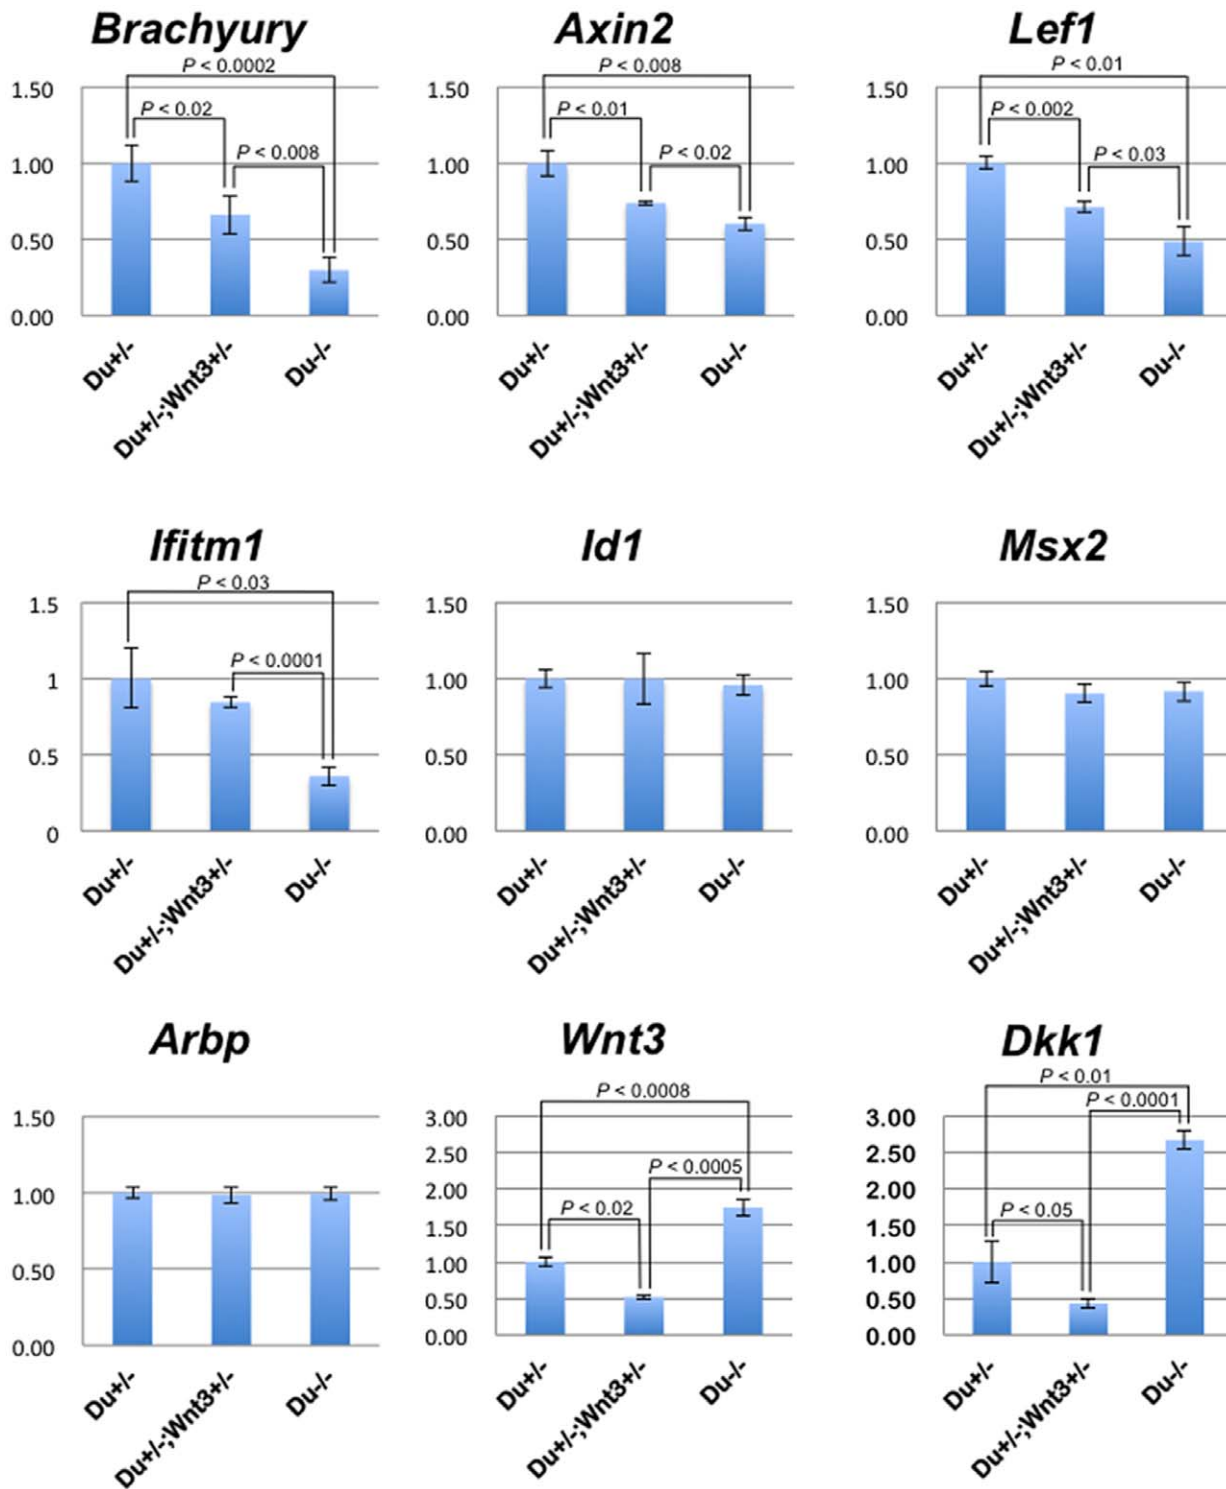 Brachyury
P < 0.0002
1.50
P < 0.02
P < 0.008
1.00
0.50
0.00
Du+/-
Du+/-;Wnt3+/-
Du-/-
Axin2
P < 0.008
1.50
P < 0.01
P < 0.02
1.00
0.50
0.00
Du+/-
Du+/-;Wnt3+/-
Du-/-
Lef1
P < 0.01
1.50
P < 0.002
P < 0.03
1.00
0.50
0.00
Du+/-
Du+/-;Wnt3+/-
Du-/-
Ifitm1
P < 0.03
1.5
P < 0.0001
1
0.5
0
Du+/-
Du+/-;Wnt3+/-
Du-/-
Id1
1.50
1.00
0.50
0.00
Du+/-
Du+/-;Wnt3+/-
Du-/-
Msx2
1.50
1.00
0.50
0.00
Du+/-
Du+/-;Wnt3+/-
Du-/-
Arbp
1.50
1.00
0.50
0.00
Du+/-
Du+/-;Wnt3+/-
Du-/-
Wnt3
P < 0.0008
3.00
2.50
P < 0.0005
2.00
P < 0.02
1.50
1.00
0.50
0.00
Du+/-
Du+/-;Wnt3+/-
Du-/-
Dkk1
P < 0.01
P < 0.0001
3.00
2.50
2.00
P < 0.05
1.50
1.00
0.50
0.00
Du+/-
Du+/-;Wnt3+/-
Du-/-